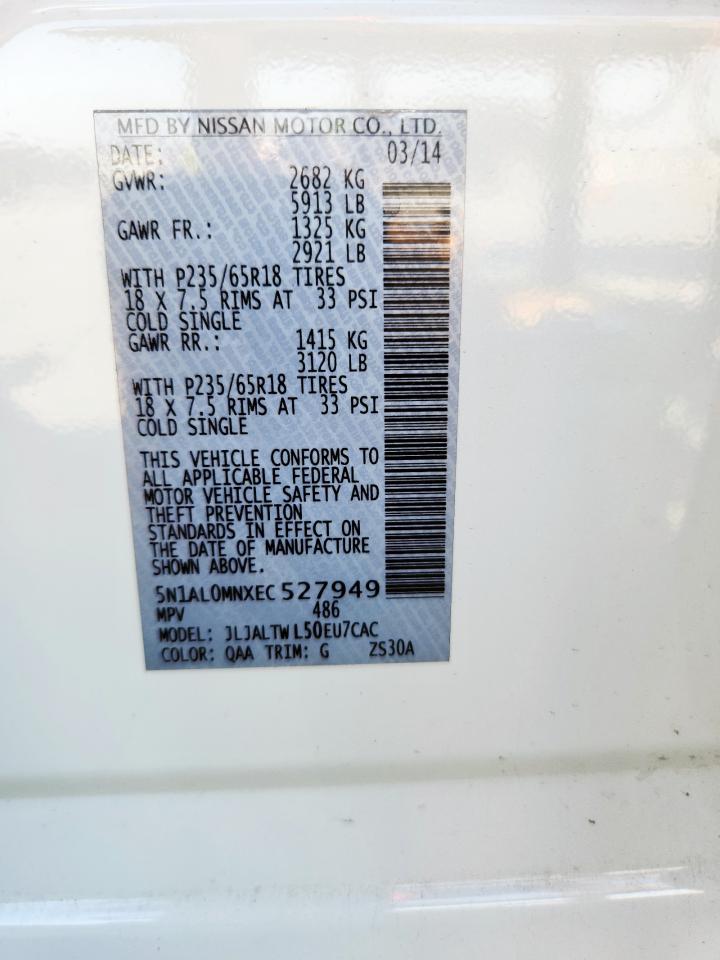 MFD BY NISSAN MOTOR CO., LTD.
DATE: 03/14
GVWR: 2682 KG
5913 LB
GAWR FR.: 1325 KG
2921 LB
WITH P235/65R18 TIRES
18 X 7.5 RIMS AT 33 PSI
COLD SINGLE
GAWR RR.: 1415 KG
3120 LB
WITH P235/65R18 TIRES
18 X 7.5 RIMS AT 33 PSI
COLD SINGLE
THIS VEHICLE CONFORMS TO
ALL APPLICABLE FEDERAL
MOTOR VEHICLE SAFETY AND
THEFT PREVENTION
STANDARDS IN EFFECT ON
THE DATE OF MANUFACTURE
SHOWN ABOVE.
5N1AL0MNXEC 527949
MPV 486
MODEL: JLJALTWL50EU7CAC
COLOR: QAA TRIM: G ZS30A